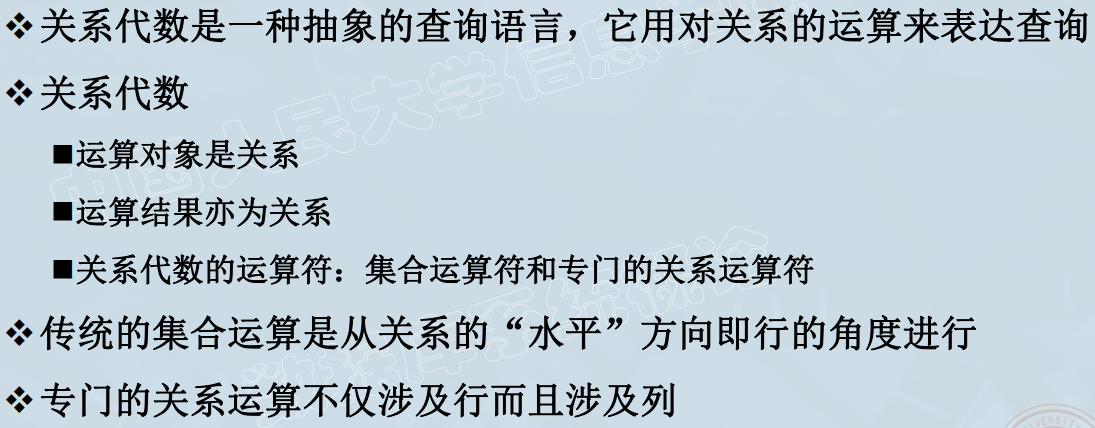 ❖关系代数是一种抽象的查询语言，它用对关系的运算来表达查询
❖关系代数
■运算对象是关系
■运算结果亦为关系
■关系代数的运算符：集合运算符和专门的关系运算符
❖传统的集合运算是从关系的“水平”方向即行的角度进行
❖专门的关系运算不仅涉及行而且涉及列